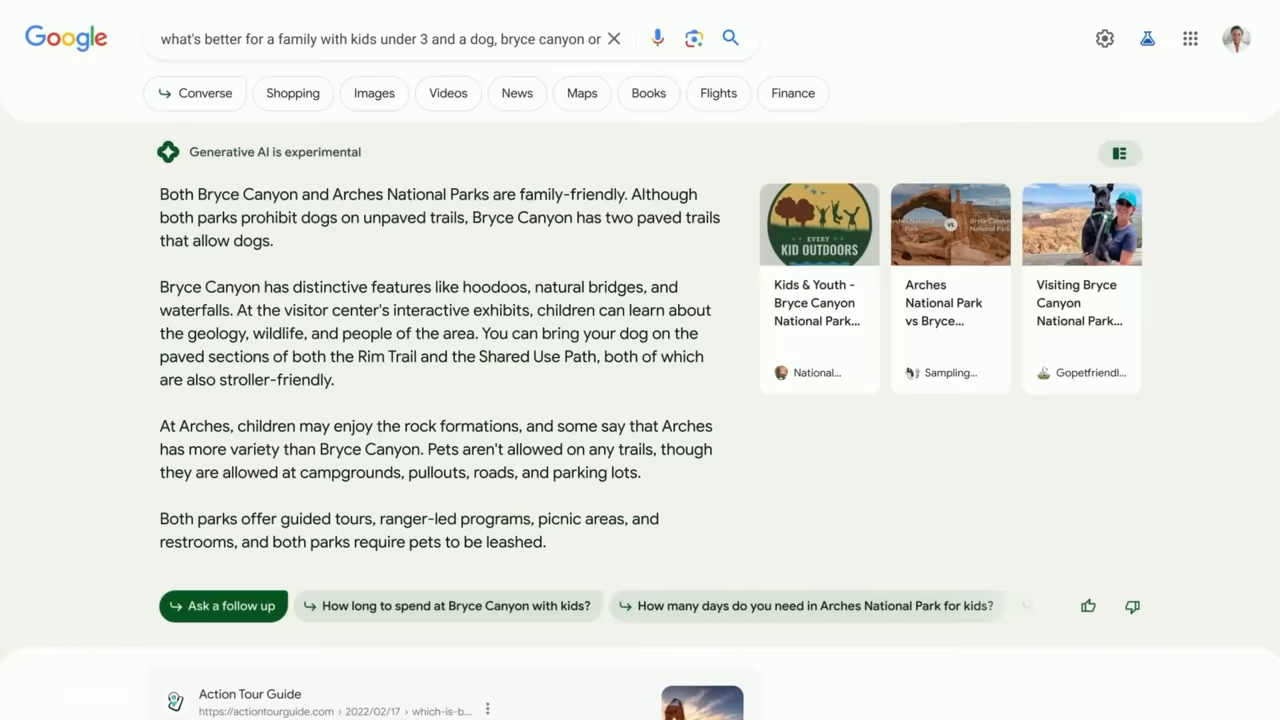 Google
what's better for a family with kids under 3 and a dog, bryce canyon or
Converse
Shopping
Images
Videos
News
Maps
Books
Flights
Finance
Generative AI is experimental
Both Bryce Canyon and Arches National Parks are family-friendly. Although
both parks prohibit dogs on unpaved trails, Bryce Canyon has two paved trails
that allow dogs.
Bryce Canyon has distinctive features like hoodoos, natural bridges, and
waterfalls. At the visitor center's interactive exhibits, children can learn about
the geology, wildlife, and people of the area. You can bring your dog on the
paved sections of both the Rim Trail and the Shared Use Path, both of which
are also stroller-friendly.
At Arches, children may enjoy the rock formations, and some say that Arches
has more variety than Bryce Canyon. Pets aren't allowed on any trails, though
they are allowed at campgrounds, pullouts, roads, and parking lots.
Both parks offer guided tours, ranger-led programs, picnic areas, and
restrooms, and both parks require pets to be leashed.
EVERY
KID OUTDOORS
Kids & Youth -
Bryce Canyon
National Park...
National...
Arches National
Park
VS
Bryce Canyon
National Park
Arches
National Park
vs Bryce...
Sampling...
Visiting Bryce
Canyon
National Park...
Gopetfriendl...
Ask a follow up
How long to spend at Bryce Canyon with kids?
How many days do you need in Arches National Park for kids?
Action Tour Guide
https://actiontourguide.com › 2022/02/17 › which-is-b...